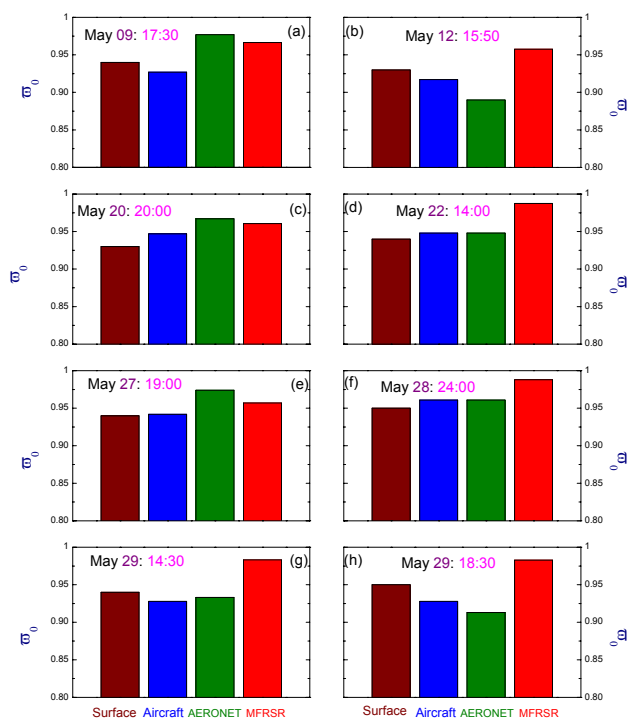 May 09: 17:30 (a)
1
0.95
0.90
0.85
0.80
ϖ0
(b) May 12: 15:50
1
0.95
0.90
0.85
0.80
ϖ0
May 20: 20:00 (c)
1
0.95
0.90
0.85
0.80
ϖ0
(d) May 22: 14:00
1
0.95
0.90
0.85
0.80
ϖ0
May 27: 19:00 (e)
1
0.95
0.90
0.85
0.80
ϖ0
(f) May 28: 24:00
1
0.95
0.90
0.85
0.80
ϖ0
May 29: 14:30 (g)
1
0.95
0.90
0.85
0.80
ϖ0
(h) May 29: 18:30
1
0.95
0.90
0.85
0.80
ϖ0
Surface Aircraft AERONET MFRSR
Surface Aircraft AERONET MFRSR